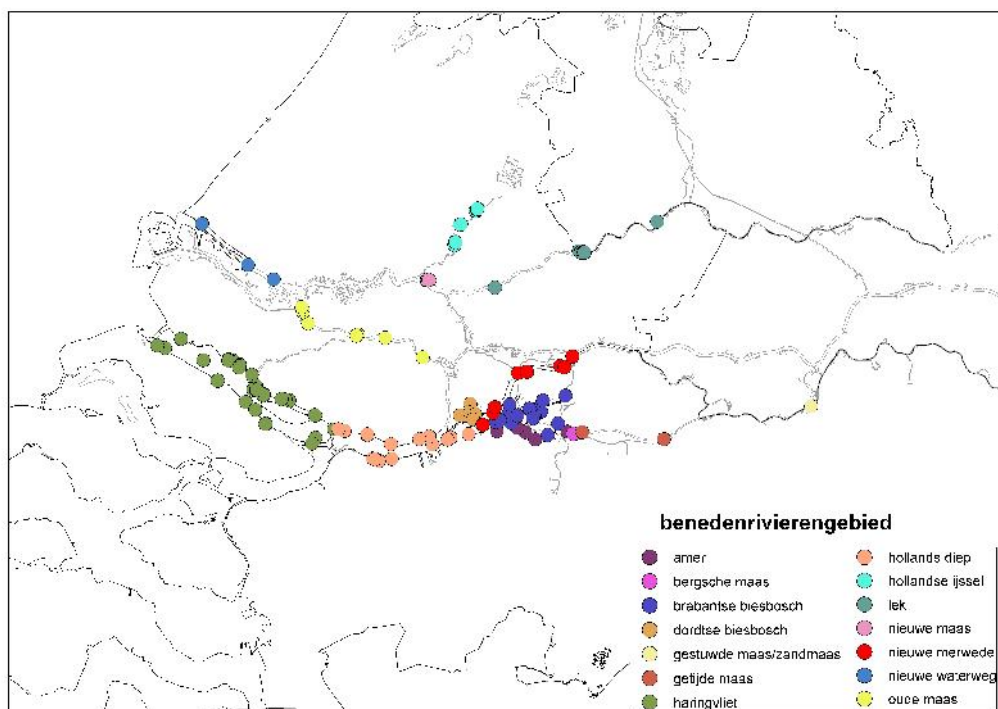 benedenrivierengebied
amer
bergsche maas
brabantse biesbosch
dordtse biesbosch
gestuwde maas/zandmaas
getijde maas
haringvliet
hollands diep
hollandse ijssel
lek
nieuwe maas
nieuwe merwede
nieuwe waterweg
oude maas